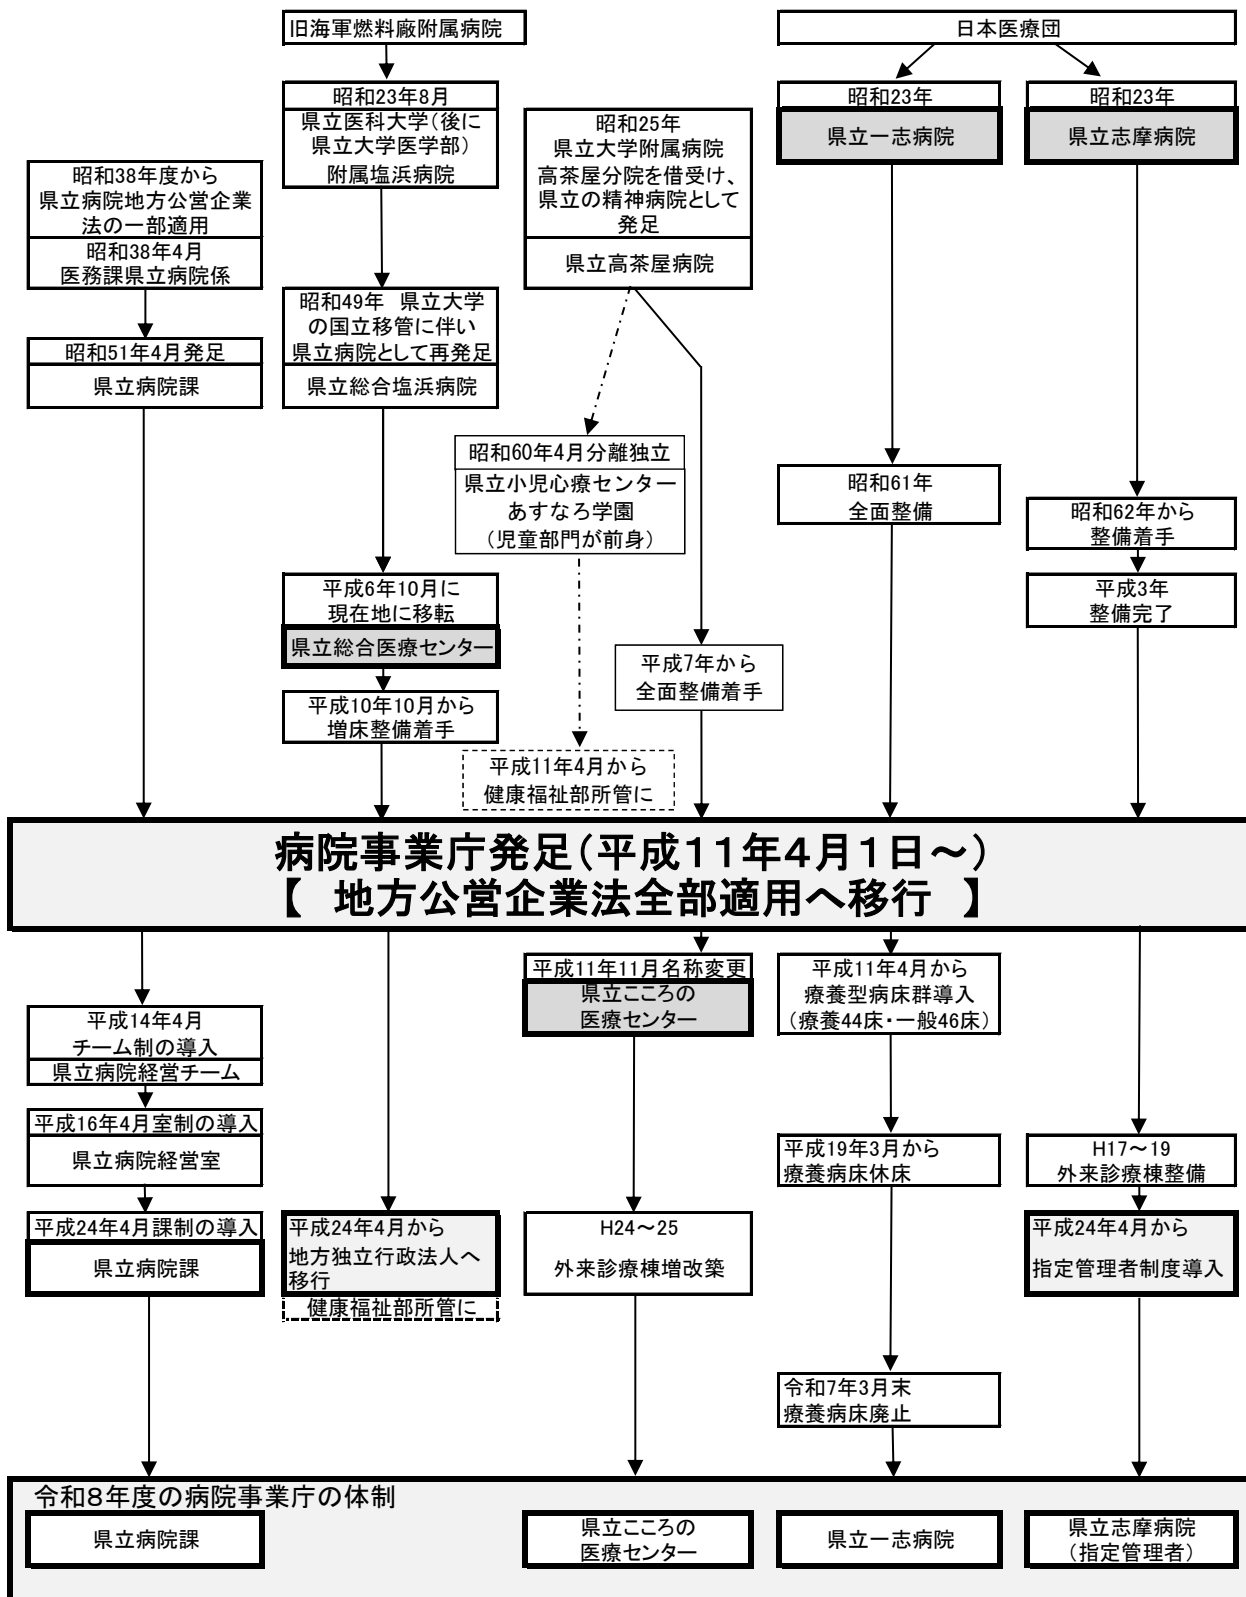 旧海軍燃料廠附属病院
日本医療団
昭和23年8月
県立医科大学(後に
県立大学医学部)
附属塩浜病院
昭和25年
県立大学附属病院
高茶屋分院を借受け、
県立の精神病院として
発足
県立高茶屋病院
昭和23年
県立一志病院
昭和23年
県立志摩病院
昭和38年度から
県立病院地方公営企業
法の一部適用
昭和38年4月
医務課県立病院係
昭和51年4月発足
県立病院課
昭和49年 県立大学
の国立移管に伴い
県立病院として再発足
県立総合塩浜病院
昭和60年4月分離独立
県立小児心療センター
あすなろ学園
(児童部門が前身)
昭和61年
全面整備
昭和62年から
整備着手
平成3年
整備完了
平成6年10月に
現在地に移転
県立総合医療センター
平成10年10月から
増床整備着手
平成7年から
全面整備着手
平成11年4月から
健康福祉部所管に
病院事業庁発足(平成11年4月1日~)
【 地方公営企業法全部適用へ移行 】
平成11年11月名称変更
県立こころの
医療センター
平成11年4月から
療養型病床群導入
(療養44床・一般46床)
平成14年4月
チーム制の導入
県立病院経営チーム
平成16年4月室制の導入
県立病院経営室
平成19年3月から
療養病床休床
H17~19
外来診療棟整備
平成24年4月課制の導入
県立病院課
平成24年4月から
地方独立行政法人へ
移行
健康福祉部所管に
H24~25
外来診療棟増改築
平成24年4月から
指定管理者制度導入
令和7年3月末
療養病床廃止
令和8年度の病院事業庁の体制
県立病院課
県立こころの
医療センター
県立一志病院
県立志摩病院
(指定管理者)